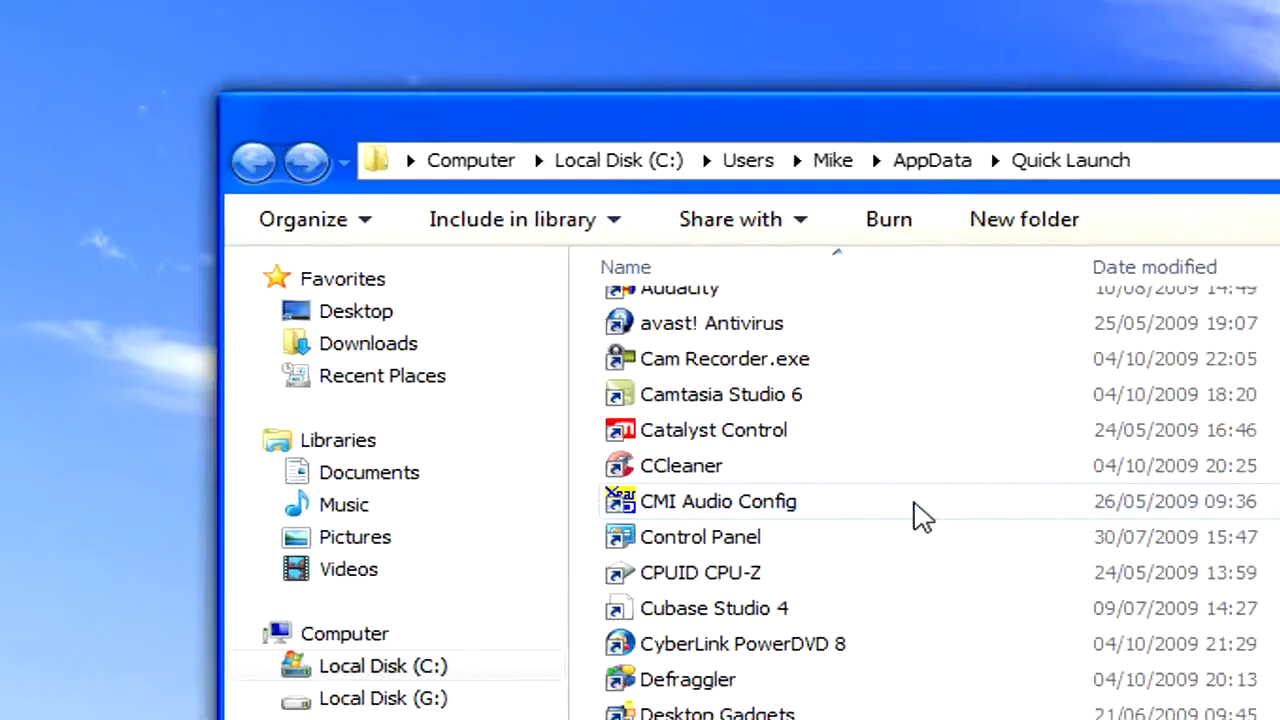 Computer Local Disk (C:) Users Mike AppData Quick Launch
Organize Include in library Share with Burn New folder
Name Date modified
Favorites
Desktop
Downloads
Recent Places
Libraries
Documents
Music
Pictures
Videos
Computer
Local Disk (C:)
Local Disk (G:)
Audacity 10/08/2009 14:49
avast! Antivirus 25/05/2009 19:07
Cam Recorder.exe 04/10/2009 22:05
Camtasia Studio 6 04/10/2009 18:20
Catalyst Control 24/05/2009 16:46
CCleaner 04/10/2009 20:25
CMI Audio Config 26/05/2009 09:36
Control Panel 30/07/2009 15:47
CPUID CPU-Z 24/05/2009 13:59
Cubase Studio 4 09/07/2009 14:27
CyberLink PowerDVD 8 04/10/2009 21:29
Defraggler 04/10/2009 20:13
Desktop Gadgets 21/06/2009 09:45